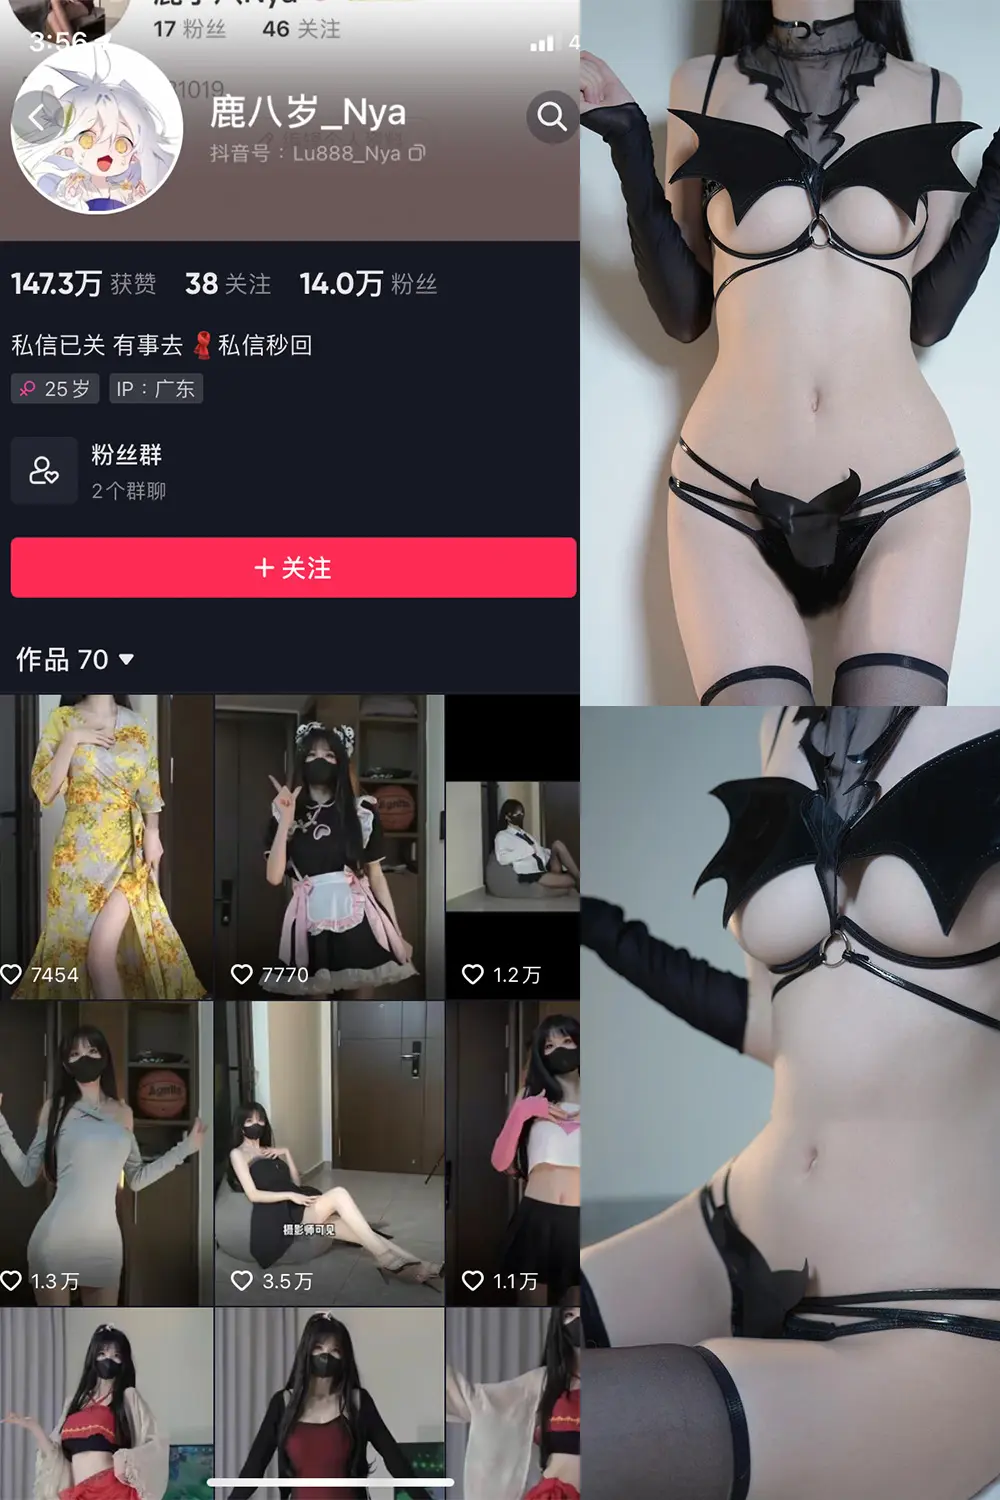 17 粉丝 46 关注
3:56
4
31019
鹿八岁_Nya
抖音号：Lu888_Nya
147.3万 获赞 38 关注 14.0万 粉丝
私信已关 有事去 私信秒回
25岁 IP：广东
粉丝群
2个群聊
+ 关注
作品 70
7454
7770
1.2万
1.3万
摄影师可见
3.5万
1.1万